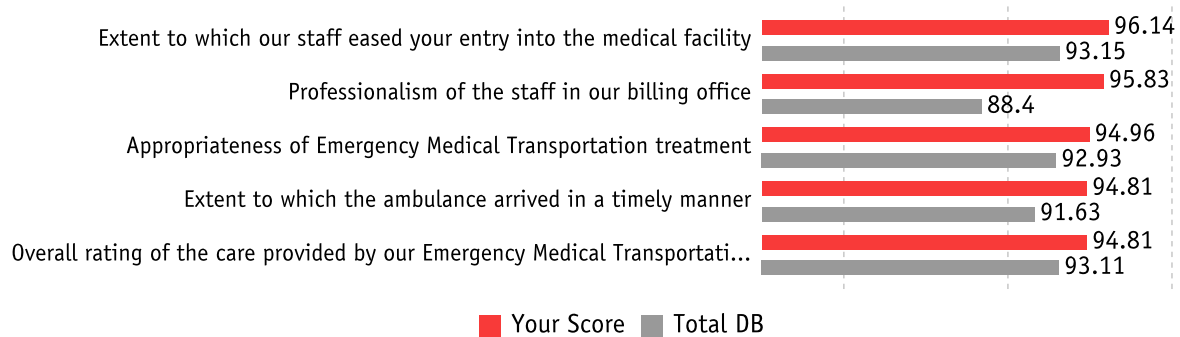 Extent to which our staff eased your entry into the medical facility
96.14
93.15
Professionalism of the staff in our billing office
95.83
88.4
Appropriateness of Emergency Medical Transportation treatment
94.96
92.93
Extent to which the ambulance arrived in a timely manner
94.81
91.63
Overall rating of the care provided by our Emergency Medical Transportati...
94.81
93.11
Your Score Total DB